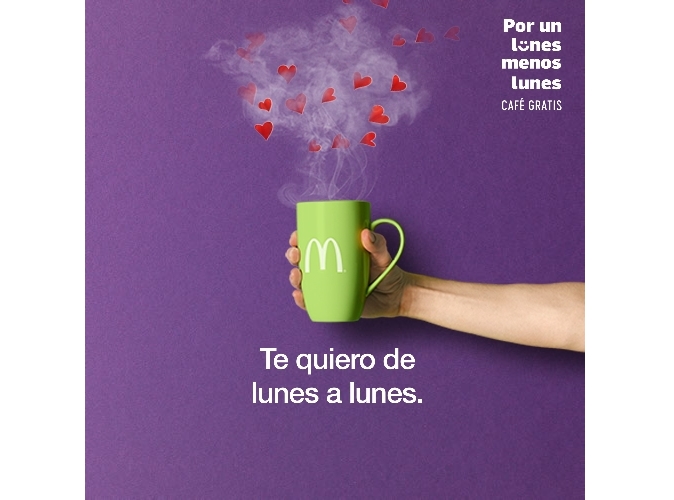 Por un
lunes
menos
lunes
CAFÉ GRATIS
M
Te quiero de
lunes a lunes.